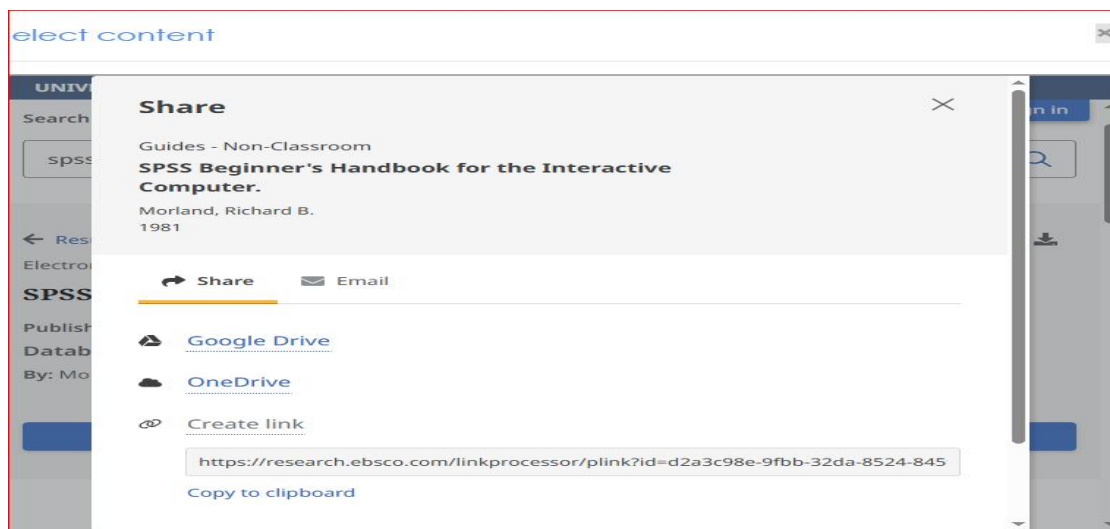 elect content
UNIV
Share
n in
Search
Guides - Non-Classroom
spss
SPSS Beginner's Handbook for the Interactive
Computer.
Morland, Richard B.
1981
Res
Electro
Share
Email
SPSS
Publish
Google Drive
Datab
By: Mo
OneDrive
Create link
https://research.ebsco.com/linkprocessor/plink?id=d2a3c98e-9fbb-32da-8524-845
Copy to clipboard